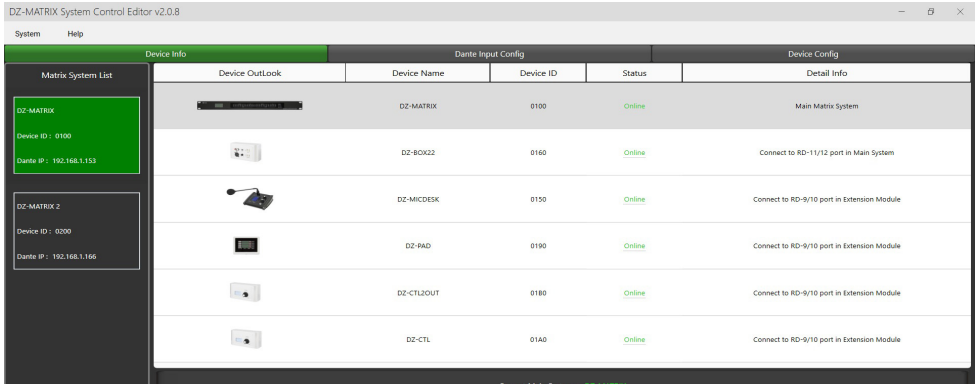 DZ-MATRIX System Control Editor v2.0.8
System Help
Device Info Dante Input Config Device Config
Matrix System List
DZ-MATRIX
Device ID : 0100
Dante IP : 192.168.1.153
DZ-MATRIX 2
Device ID : 0200
Dante IP : 192.168.1.166
Device OutLook Device Name Device ID Status Detail Info
DZ-MATRIX 0100 Online Main Matrix System
DZ-BOX22 0160 Online Connect to RD-11/12 port in Main System
DZ-MICDESK 0150 Online Connect to RD-9/10 port in Extension Module
DZ-PAD 0190 Online Connect to RD-9/10 port in Extension Module
DZ-CTL2OUT 01B0 Online Connect to RD-9/10 port in Extension Module
DZ-CTL 01A0 Online Connect to RD-9/10 port in Extension Module